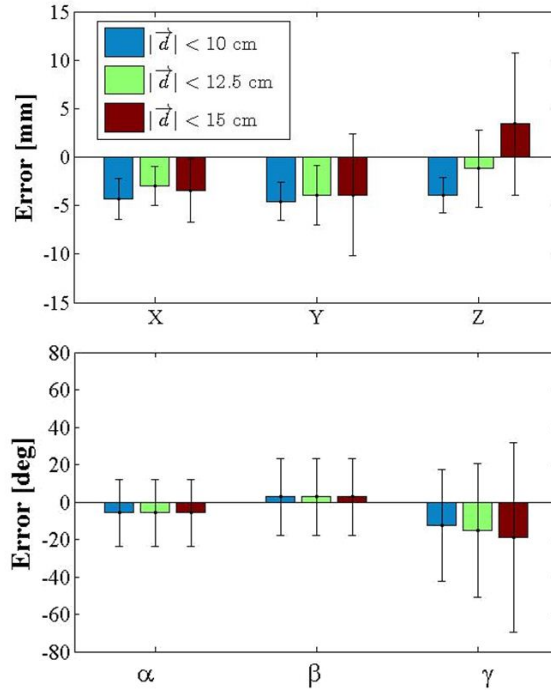 Error [mm]
15
10
5
0
-5
-10
-15
|d⃗| < 10 cm
|d⃗| < 12.5 cm
|d⃗| < 15 cm
X Y Z
Error [deg]
80
60
40
20
0
-20
-40
-60
-80
α β γ